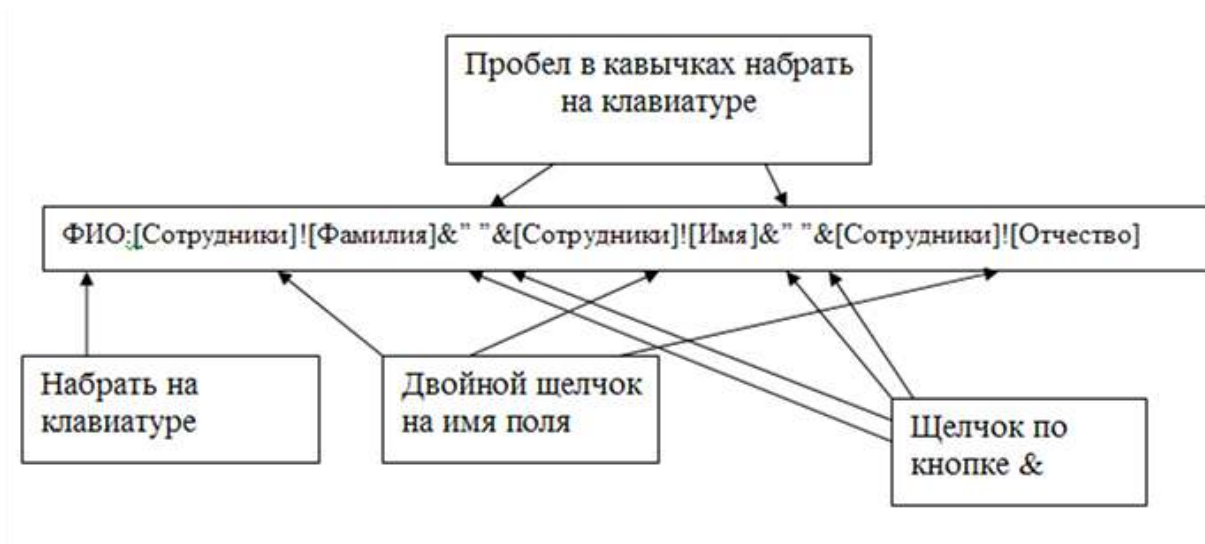 Пробел в кавычках набрать
на клавиатуре
ФИО:[Сотрудники]![Фамилия]&” ”&[Сотрудники]![Имя]&” ”&[Сотрудники]![Отчество]
Набрать на
клавиатуре
Двойной щелчок
на имя поля
Щелчок по
кнопке &